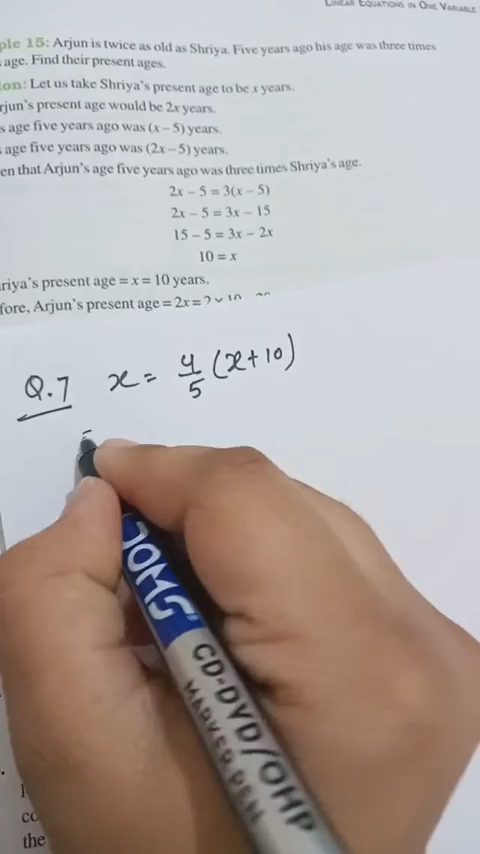 LINEAR EQUATIONS IN ONE VARIABLE
ple 15: Arjun is twice as old as Shriya. Five years ago his age was three times
age. Find their present ages.
ion: Let us take Shriya's present age to be x years.
rjun's present age would be 2x years.
s age five years ago was (x – 5) years.
age five years ago was (2x – 5) years.
en that Arjun's age five years ago was three times Shriya's age.
2x – 5 = 3(x – 5)
2x – 5 = 3x – 15
15 – 5 = 3x – 2x
10 = x
riya's present age = x = 10 years.
fore, Arjun's present age = 2x =
Q.7 x = 4/5 (x+10)
DOMS
CD-DVD/OHP
MARKER PEN
co
the